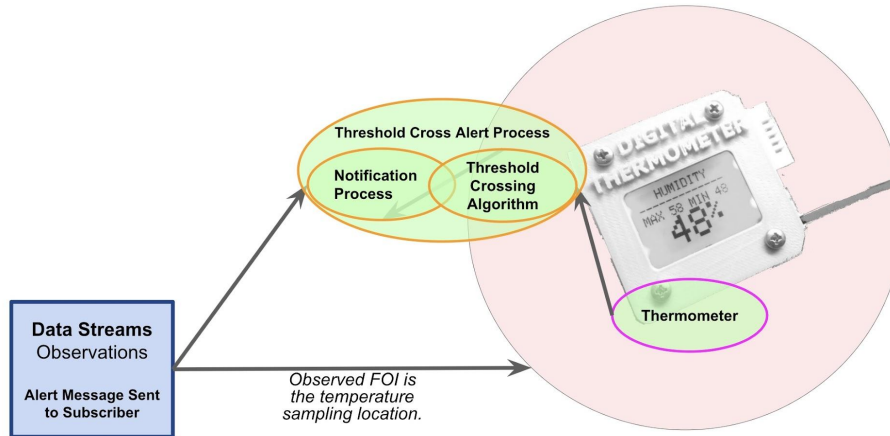 Threshold Cross Alert Process
Notification
Process
Threshold
Crossing
Algorithm
DIGITAL
THERMOMETER
HUMIDITY
MAX 58 MIN 48
48%
Thermometer
Data Streams
Observations
Alert Message Sent
to Subscriber
Observed FOI is
the temperature
sampling location.